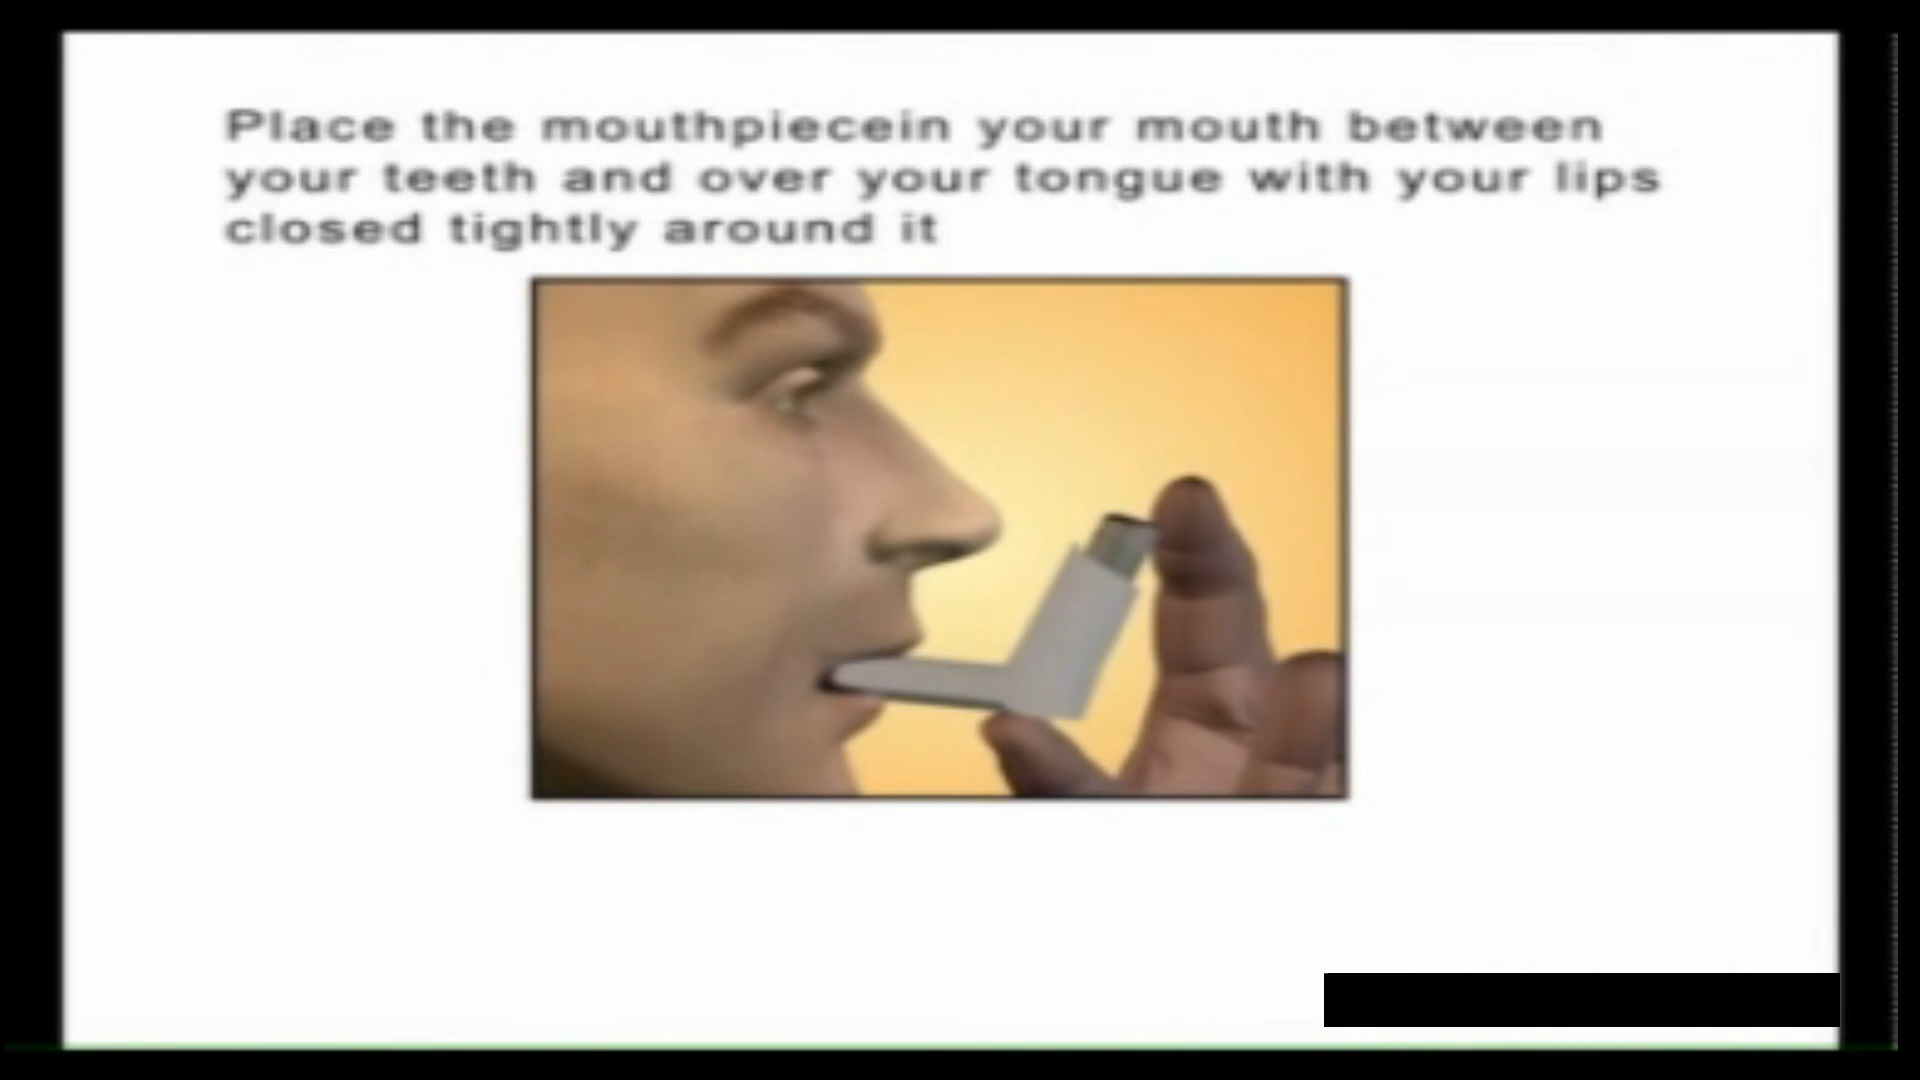 Place the mouthpiecein your mouth between
your teeth and over your tongue with your lips
closed tightly around it